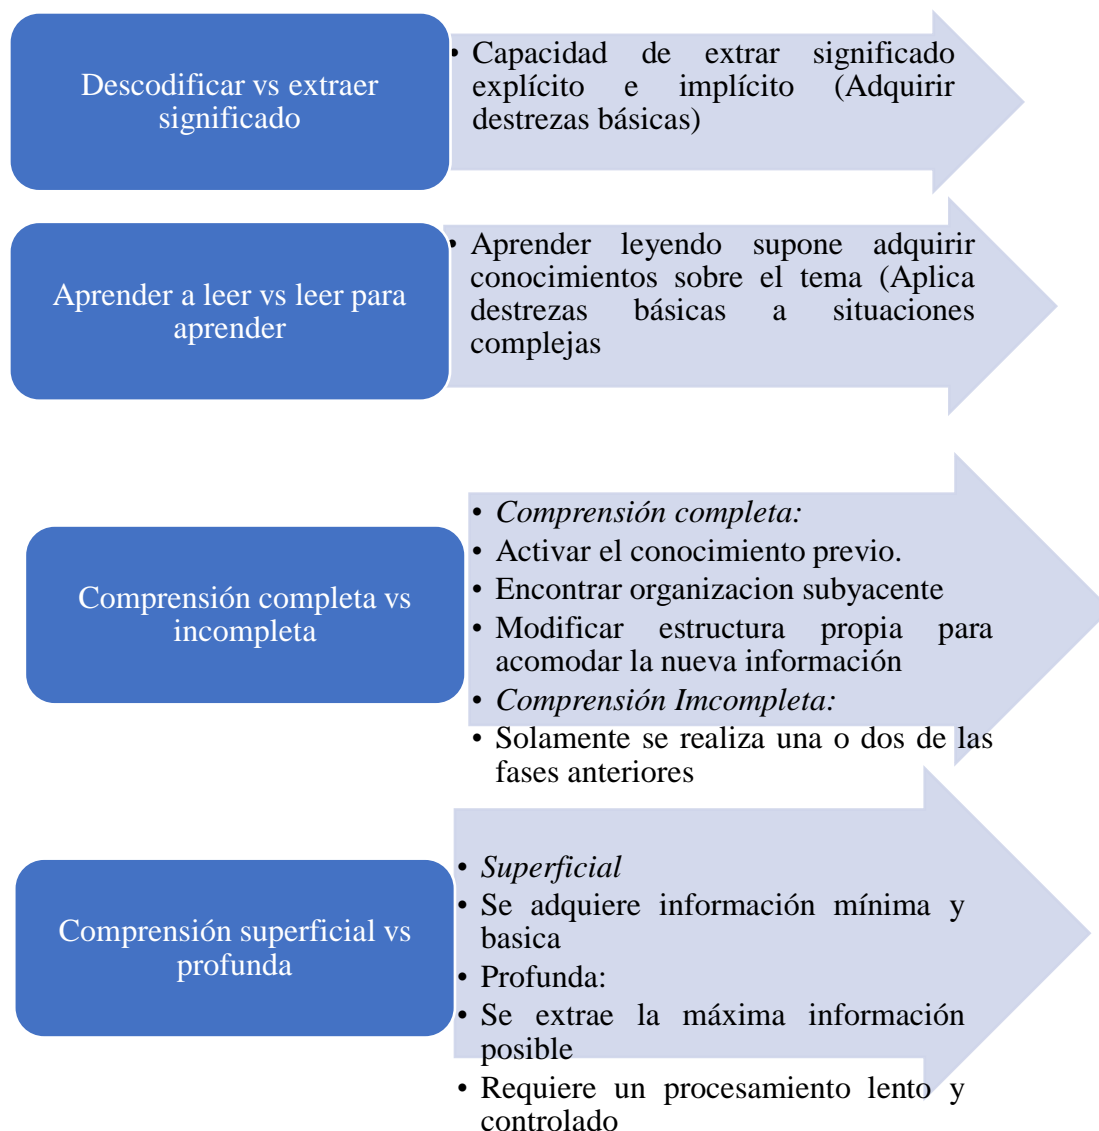 Descodificar vs extraer
significado
• Capacidad de extrar significado
explícito e implícito (Adquirir
destrezas básicas)
Aprender a leer vs leer para
aprender
• Aprender leyendo supone adquirir
conocimientos sobre el tema (Aplica
destrezas básicas a situaciones
complejas
Comprensión completa vs
incompleta
• Comprensión completa:
• Activar el conocimiento previo.
• Encontrar organizacion subyacente
• Modificar estructura propia para
acomodar la nueva información
• Comprensión Imcompleta:
• Solamente se realiza una o dos de las
fases anteriores
Comprensión superficial vs
profunda
• Superficial
• Se adquiere información mínima y
basica
• Profunda:
• Se extrae la máxima información
posible
• Requiere un procesamiento lento y
controlado